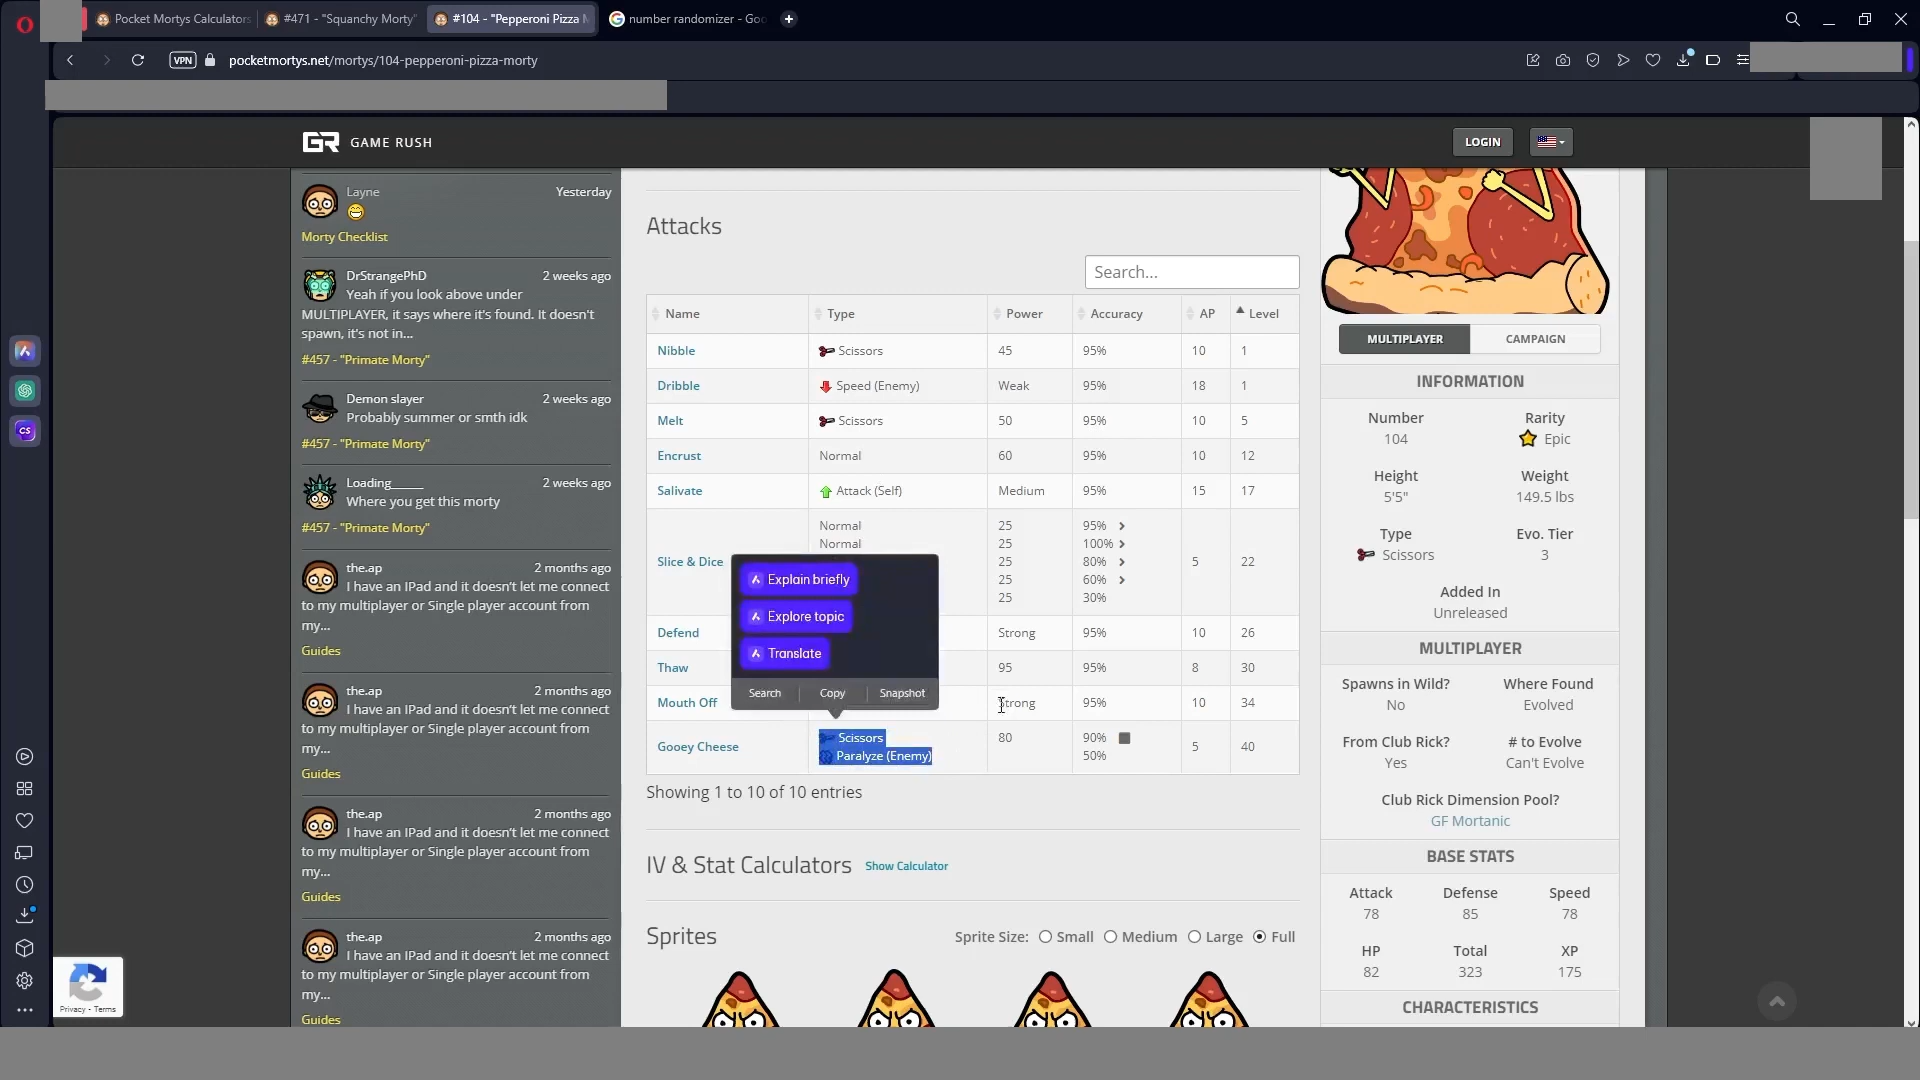 Pocket Mortys Calculators
#471 - "Squanchy Morty"
#104 - "Pepperoni Pizza M
number randomizer - Goo
VPN
pocketmortys.net/mortys/104-pepperoni-pizza-morty
GR GAME RUSH
LOGIN
Layne Yesterday
Morty Checklist
DrStrangePhD 2 weeks ago
Yeah if you look above under
MULTIPLAYER, it says where it's found. It doesn't
spawn, it's not in...
#457 - "Primate Morty"
Demon slayer 2 weeks ago
Probably summer or smth idk
#457 - "Primate Morty"
Loading_____ 2 weeks ago
Where you get this morty
#457 - "Primate Morty"
the.ap 2 months ago
I have an IPad and it doesn't let me connect
to my multiplayer or Single player account from
my...
Guides
the.ap 2 months ago
I have an IPad and it doesn't let me connect
to my multiplayer or Single player account from
my...
Guides
the.ap 2 months ago
I have an IPad and it doesn't let me connect
to my multiplayer or Single player account from
my...
Guides
the.ap 2 months ago
I have an IPad and it doesn't let me connect
to my multiplayer or Single player account from
my...
Guides
CS
Privacy - Terms
Attacks
Search...
Name Type Power Accuracy AP Level
Nibble Scissors 45 95% 10 1
Dribble Speed (Enemy) Weak 95% 18 1
Melt Scissors 50 95% 10 5
Encrust Normal 60 95% 10 12
Salivate Attack (Self) Medium 95% 15 17
Normal 25 95%
Normal 25 100%
Slice & Dice 25 80% 5 22
25 60%
25 30%
Defend Strong 95% 10 26
Thaw 95 95% 8 30
Mouth Off Strong 95% 10 34
Scissors 80 90%
Gooey Cheese 5 40
Paralyze (Enemy) 50%
Explain briefly
Explore topic
Translate
Search Copy Snapshot
Showing 1 to 10 of 10 entries
IV & Stat Calculators Show Calculator
Sprites Sprite Size: Small Medium Large Full
MULTIPLAYER CAMPAIGN
INFORMATION
Number Rarity
104 Epic
Height Weight
5'5" 149.5 lbs
Type Evo. Tier
Scissors 3
Added In
Unreleased
MULTIPLAYER
Spawns in Wild? Where Found
No Evolved
From Club Rick? # to Evolve
Yes Can't Evolve
Club Rick Dimension Pool?
GF Mortanic
BASE STATS
Attack Defense Speed
78 85 78
HP Total XP
82 323 175
CHARACTERISTICS